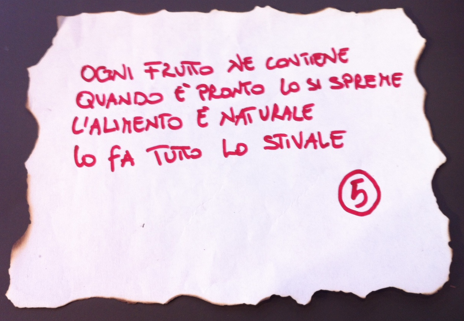 OGNI FRUTTO NE CONTIENE
QUANDO È PRONTO LO SI SPREME
L'ALIMENTO È NATURALE
LO FA TUTTO LO STIVALE
5